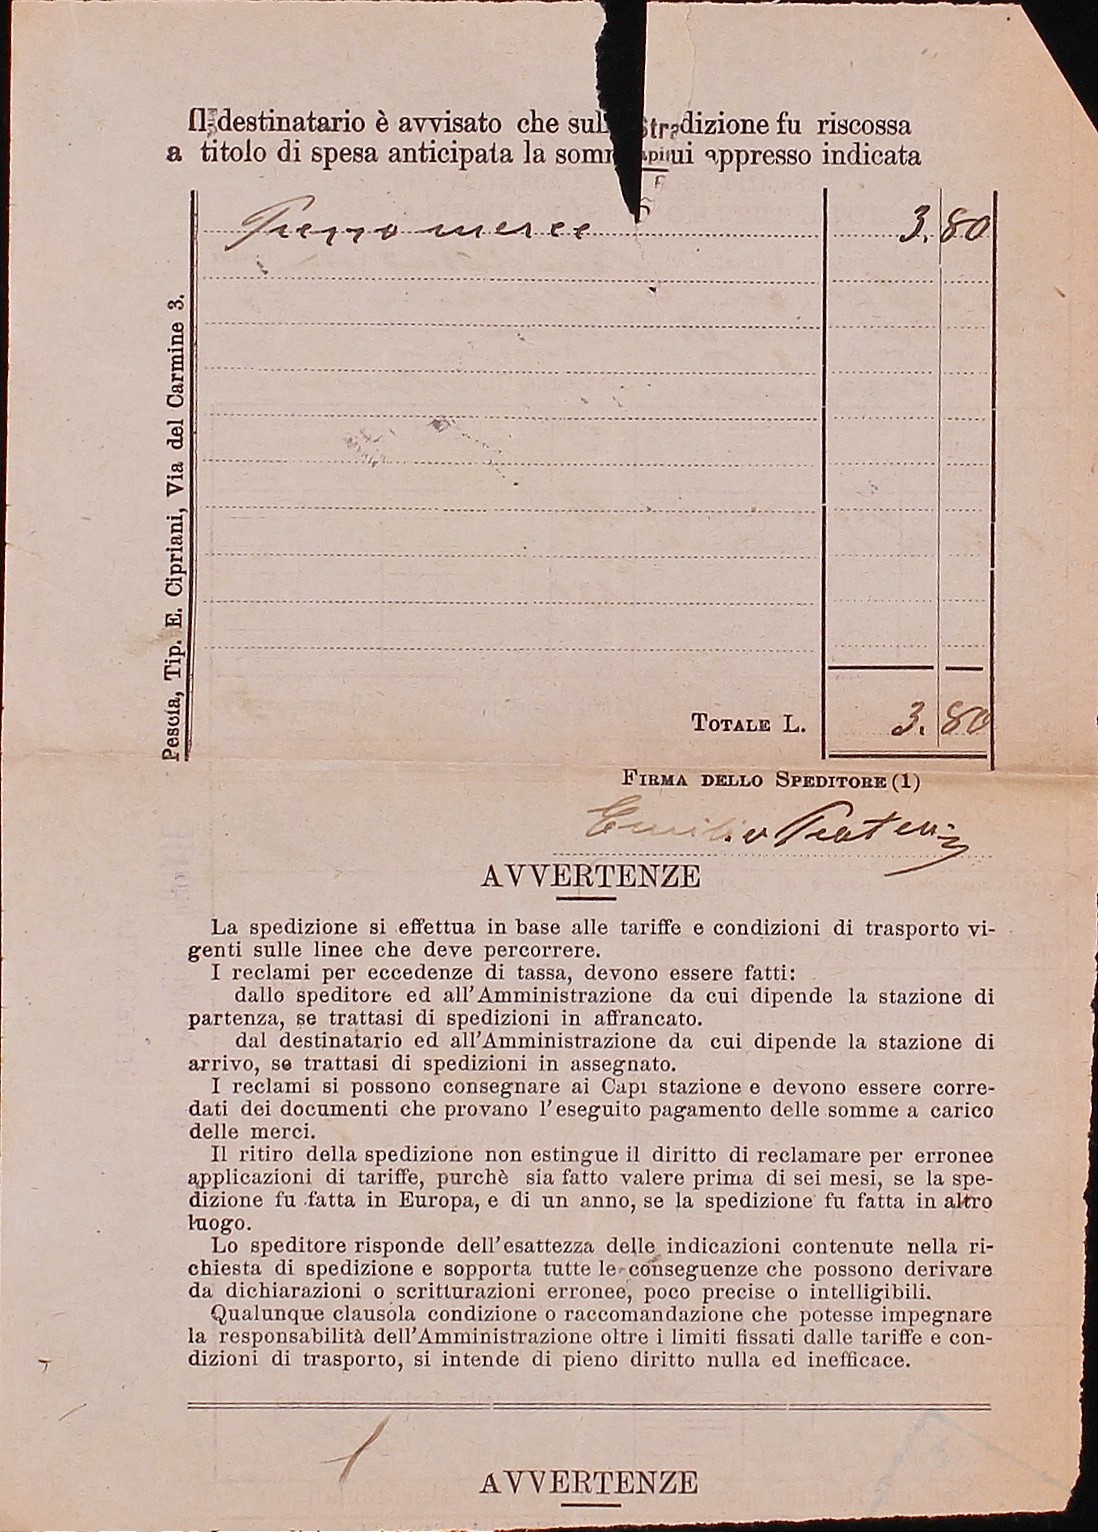 Il destinatario è avvisato che sul dizione fu riscossa
a titolo di spesa anticipata la som ui appresso indicata
Prezzo merce 3. 80
Pescia, Tip. E. Cipriani, Via del Carmine 3.
TOTALE L. 3. 80
FIRMA DELLO SPEDITORE (1)
Emilio
AVVERTENZE
La spedizione si effettua in base alle tariffe e condizioni di trasporto vi-
genti sulle linee che deve percorrere.
I reclami per eccedenze di tassa, devono essere fatti:
dallo speditore ed all'Amministrazione da cui dipende la stazione di
partenza, se trattasi di spedizioni in affrancato.
dal destinatario ed all'Amministrazione da cui dipende la stazione di
arrivo, se trattasi di spedizioni in assegnato.
I reclami si possono consegnare ai Capi stazione e devono essere corre-
dati dei documenti che provano l'eseguito pagamento delle somme a carico
delle merci.
Il ritiro della spedizione non estingue il diritto di reclamare per erronee
applicazioni di tariffe, purchè sia fatto valere prima di sei mesi, se la spe-
dizione fu fatta in Europa, e di un anno, se la spedizione fu fatta in altro
luogo.
Lo speditore risponde dell'esattezza delle indicazioni contenute nella ri-
chiesta di spedizione e sopporta tutte le conseguenze che possono derivare
da dichiarazioni o scritturazioni erronee, poco precise o intelligibili.
Qualunque clausola condizione o raccomandazione che potesse impegnare
la responsabilità dell'Amministrazione oltre i limiti fissati dalle tariffe e con-
dizioni di trasporto, si intende di pieno diritto nulla ed inefficace.
AVVERTENZE